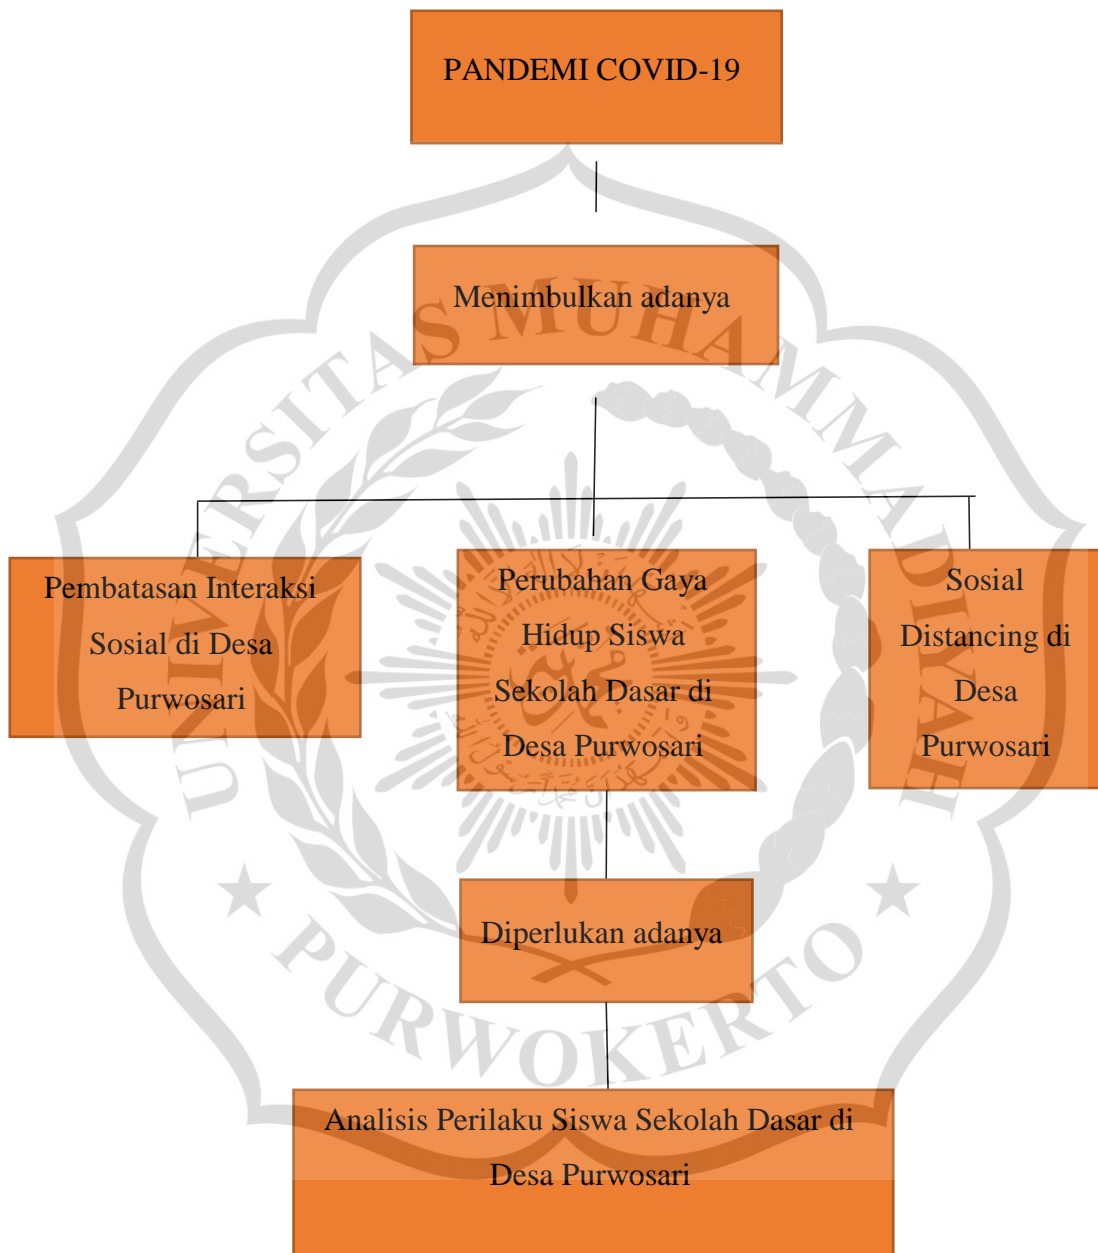 PANDEMI COVID-19
Menimbulkan adanya
Pembatasan Interaksi
Sosial di Desa
Purwosari
Perubahan Gaya
Hidup Siswa
Sekolah Dasar di
Desa Purwosari
Sosial
Distancing di
Desa
Purwosari
Diperlukan adanya
Analisis Perilaku Siswa Sekolah Dasar di
Desa Purwosari
UNIVERSITAS MUHAMMADIYAH
PURWOKERTO